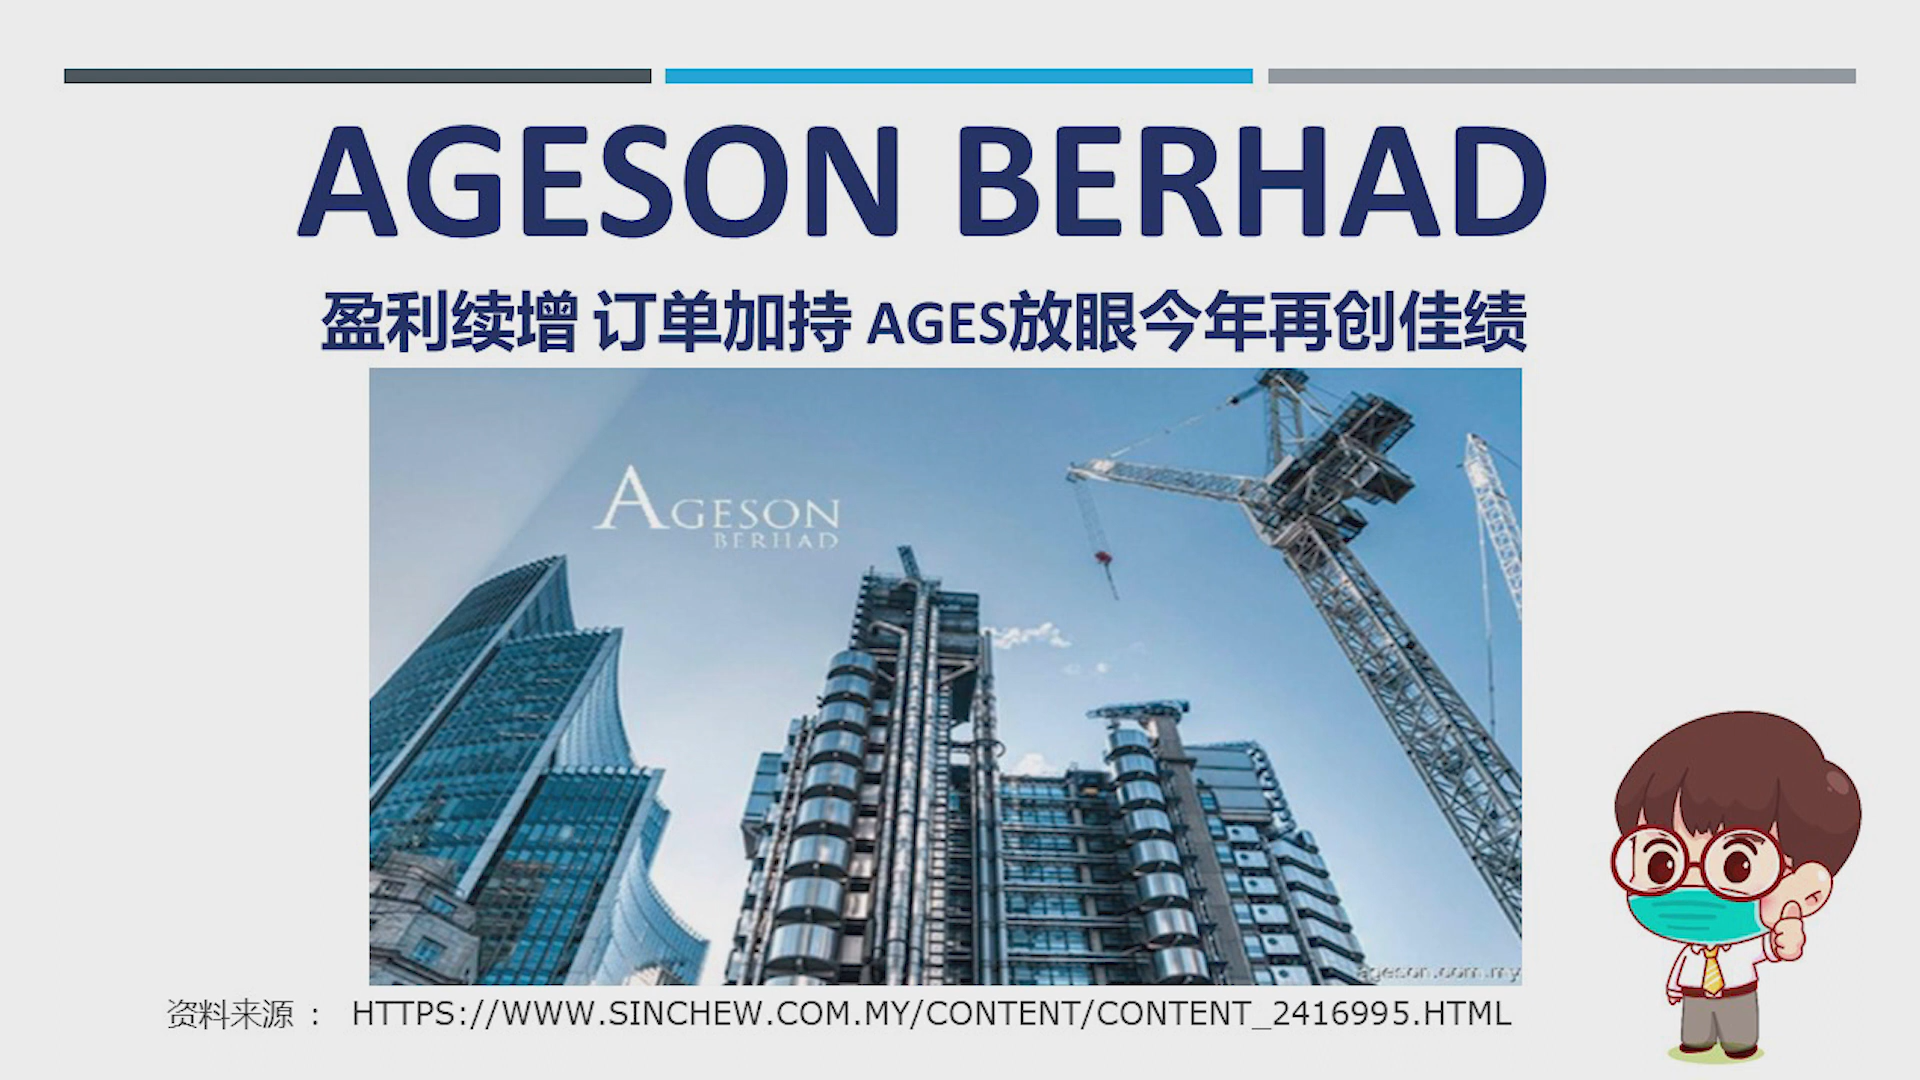 AGESON BERHAD
盈利续增 订单加持 AGES放眼今年再创佳绩
AGESON
BERHAD
ageson.com.my
资料来源 ： HTTPS://WWW.SINCHEW.COM.MY/CONTENT/CONTENT_2416995.HTML